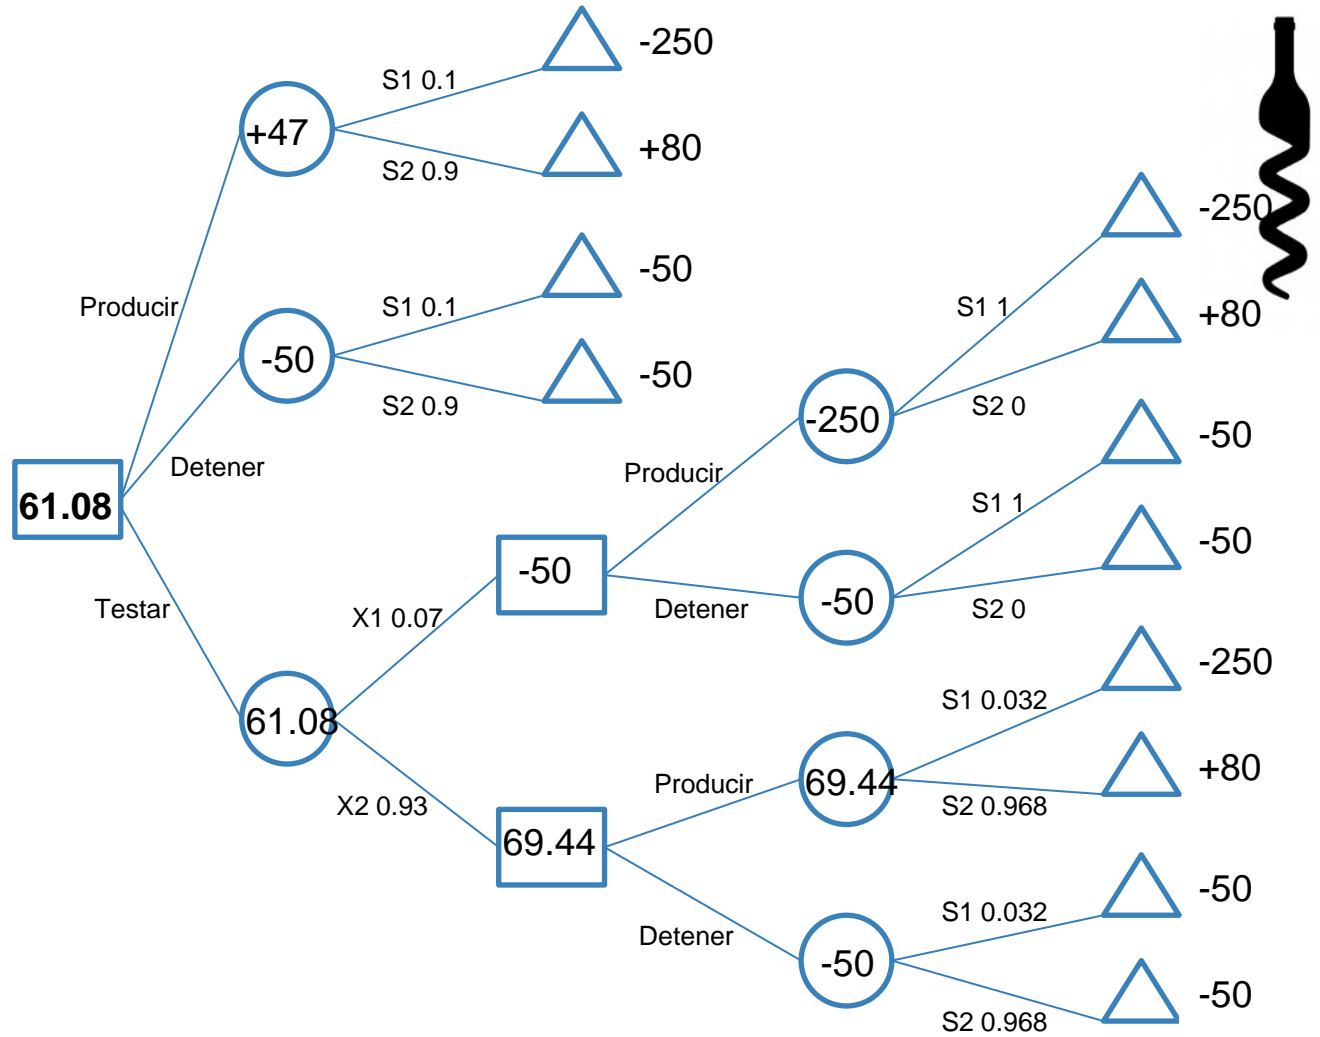 -250
S1 0.1
+47
+80
S2 0.9
-250
-50
S1 0.1
Producir
+80
-50
-50
S2 0.9
S1 1
S2 0
-250
-50
Detener
Producir
61.08
S1 1
-50
-50
-50
Testar
X1 0.07
Detener
S2 0
-250
S1 0.032
61.08
+80
Producir
69.44
X2 0.93
S2 0.968
69.44
-50
S1 0.032
Detener
-50
-50
S2 0.968